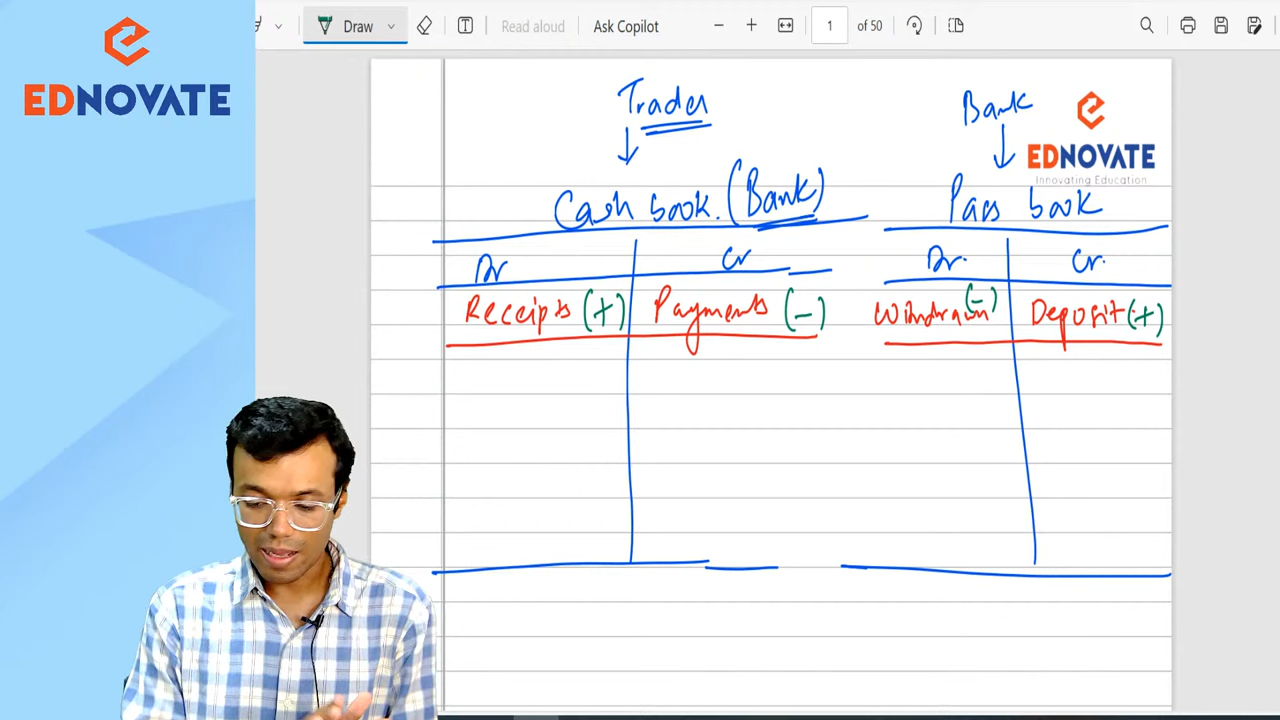 EDNOVATE
Draw
Read aloud
Ask Copilot
1 of 50
Trader
Bank
EDNOVATE
Innovating Education
Cash book. (Bank)
Pass book
Dr
Cr
Dr.
Cr.
Receipts (+)
Payments (-)
Withdrawn (-)
Deposit (+)